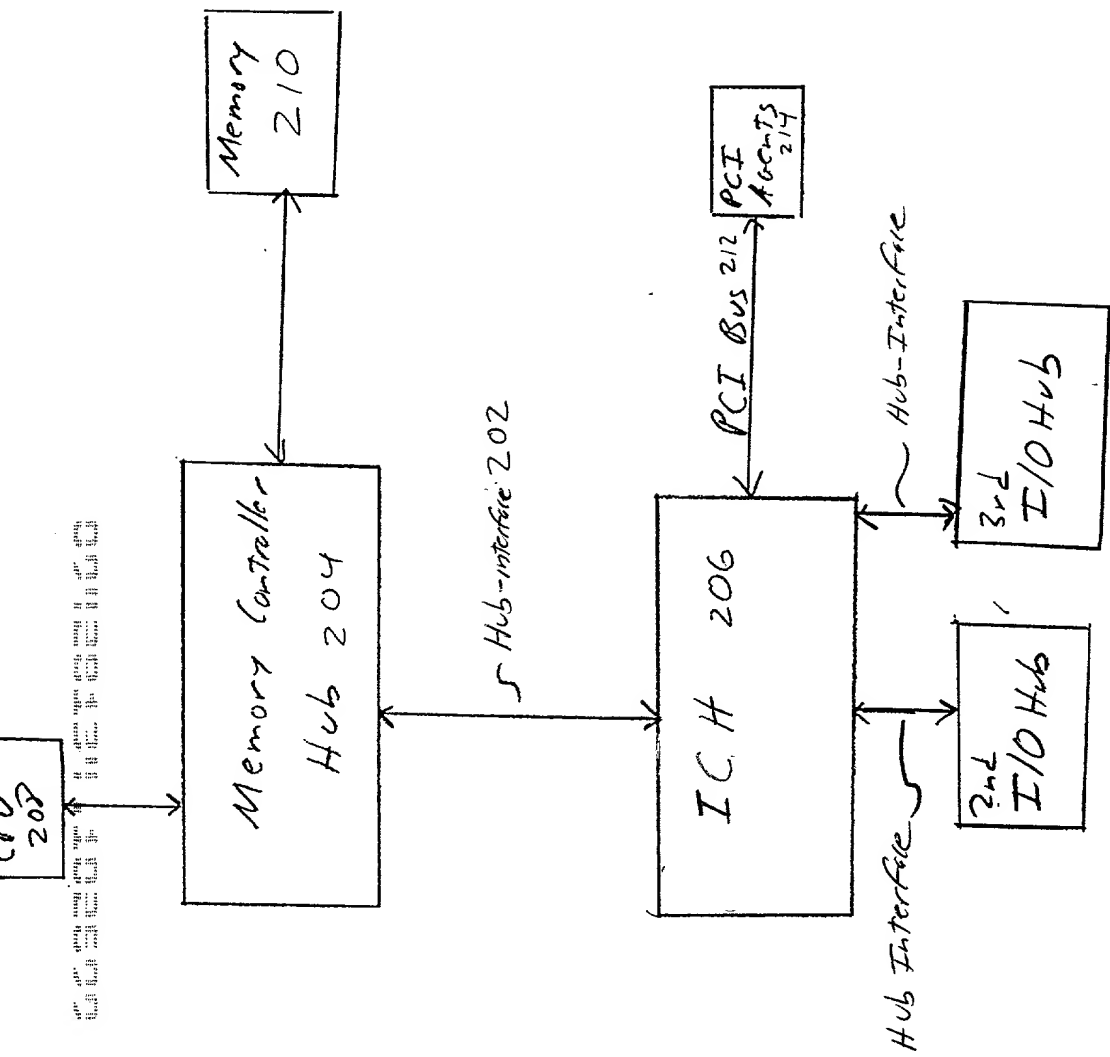 CPU
208
Memory
210
Memory Controller
Hub 204
Hub-interface 202
PCI
Agents
214
PCI Bus 212
ICH 206
Hub-Interface
Hub Interface
2nd
I/O Hub
3rd
I/O Hub